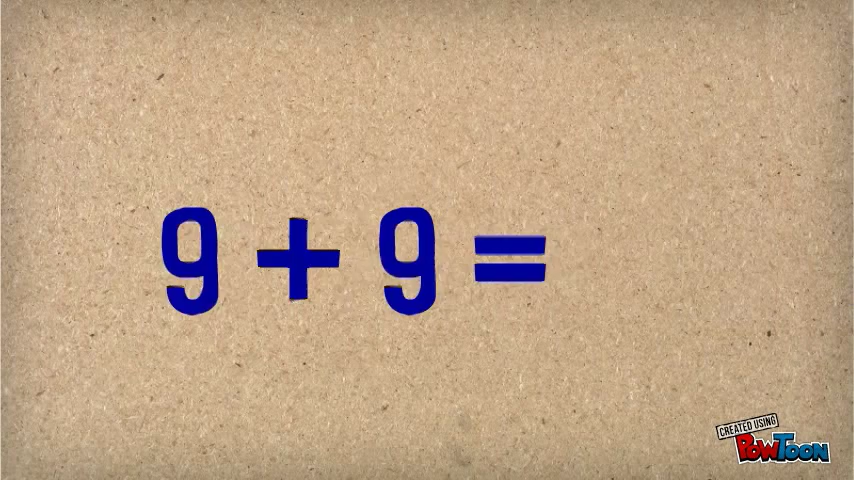 9 + 9 =
CREATED USING
PowToon